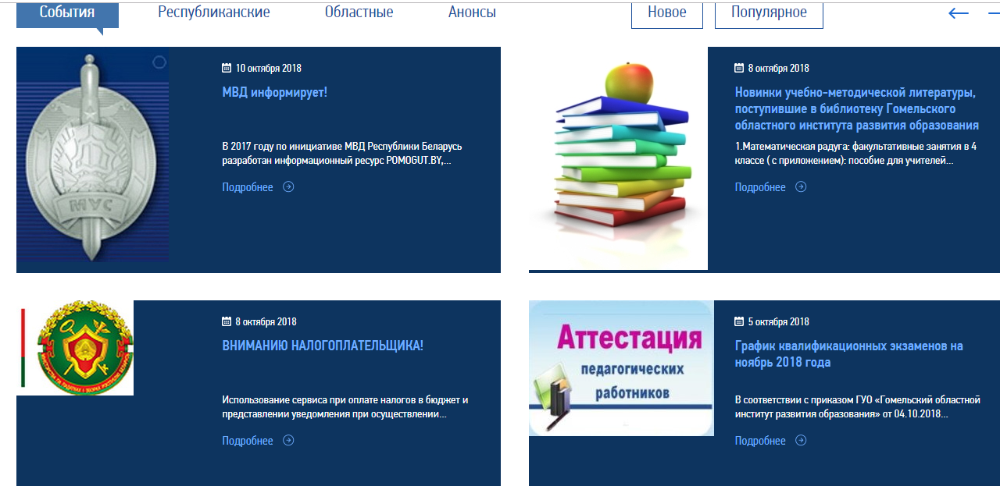 События
Республиканские
Областные
Анонсы
Новое
Популярное
10 октября 2018
МВД информирует!
В 2017 году по инициативе МВД Республики Беларусь
разработан информационный ресурс POMOGUT.BY,...
Подробнее
МУС
8 октября 2018
Новинки учебно-методической литературы,
поступившие в библиотеку Гомельского
областного института развития образования
1.Математическая радуга: факультативные занятия в 4
классе ( с приложением): пособие для учителей...
Подробнее
8 октября 2018
ВНИМАНИЮ НАЛОГОПЛАТЕЛЬЩИКА!
Использование сервиса при оплате налогов в бюджет и
представлении уведомления при осуществлении...
Подробнее
Аттестация
педагогических
работников
5 октября 2018
График квалификационных экзаменов на
ноябрь 2018 года
В соответствии с приказом ГУО «Гомельский областной
институт развития образования» от 04.10.2018...
Подробнее